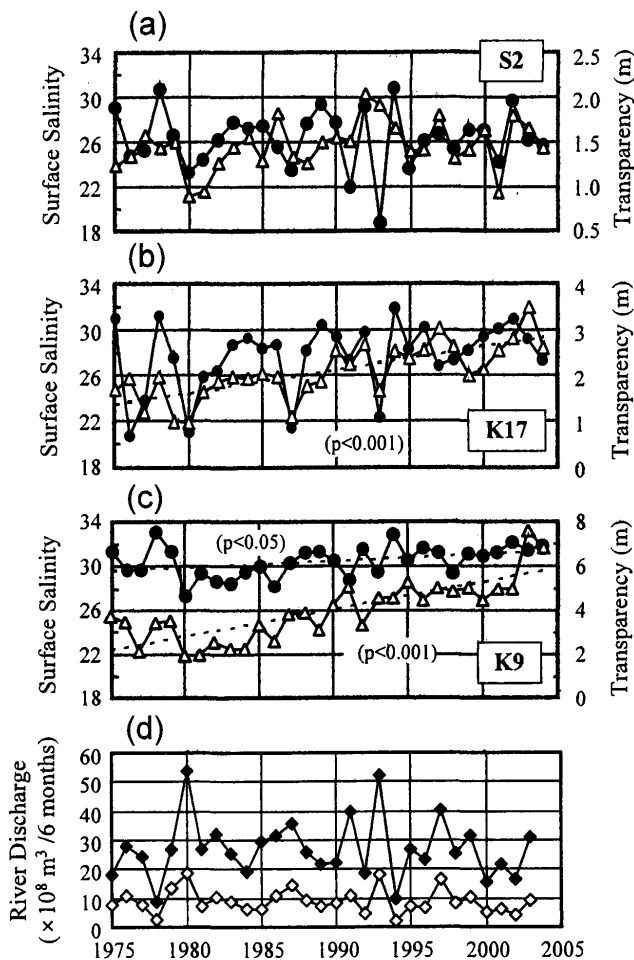 (a)
34
30
26
22
18
Surface Salinity
S2
2.5
2.0
1.5
1.0
0.5
Transparency (m)
(b)
34
30
26
22
18
Surface Salinity
(p<0.001)
K17
4
3
2
1
0
Transparency (m)
(c)
34
30
26
22
18
Surface Salinity
(p<0.05)
(p<0.001)
K9
8
6
4
2
0
Transparency (m)
(d)
60
50
40
30
20
10
0
River Discharge
(×10⁸ m³/6 months)
1975 1980 1985 1990 1995 2000 2005